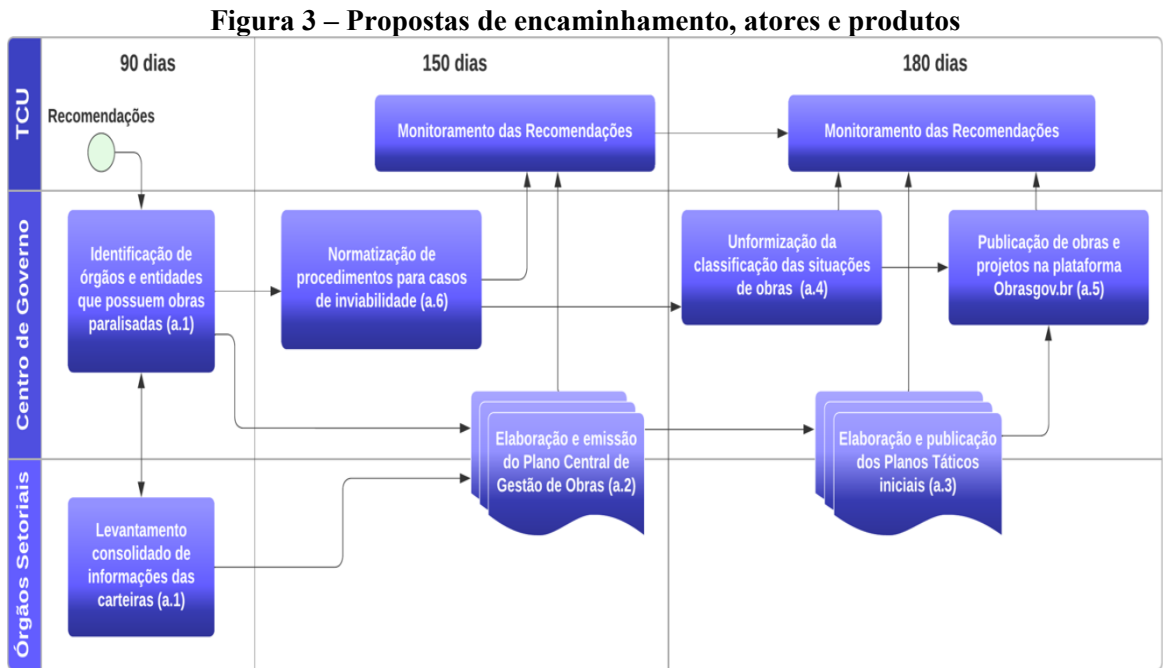 Figura 3 – Propostas de encaminhamento, atores e produtos
90 dias
150 dias
180 dias
TCU
Recomendações
Monitoramento das Recomendações
Monitoramento das Recomendações
Centro de Governo
Identificação de
órgãos e entidades
que possuem obras
paralisadas (a.1)
Normatização de
procedimentos para casos
de inviabilidade (a.6)
Unformização da
classificação das situações
de obras (a.4)
Publicação de obras e
projetos na plataforma
Obrasgov.br (a.5)
Elaboração e emissão
do Plano Central de
Gestão de Obras (a.2)
Elaboração e publicação
dos Planos Táticos
iniciais (a.3)
Órgãos Setoriais
Levantamento
consolidado de
informações das
carteiras (a.1)